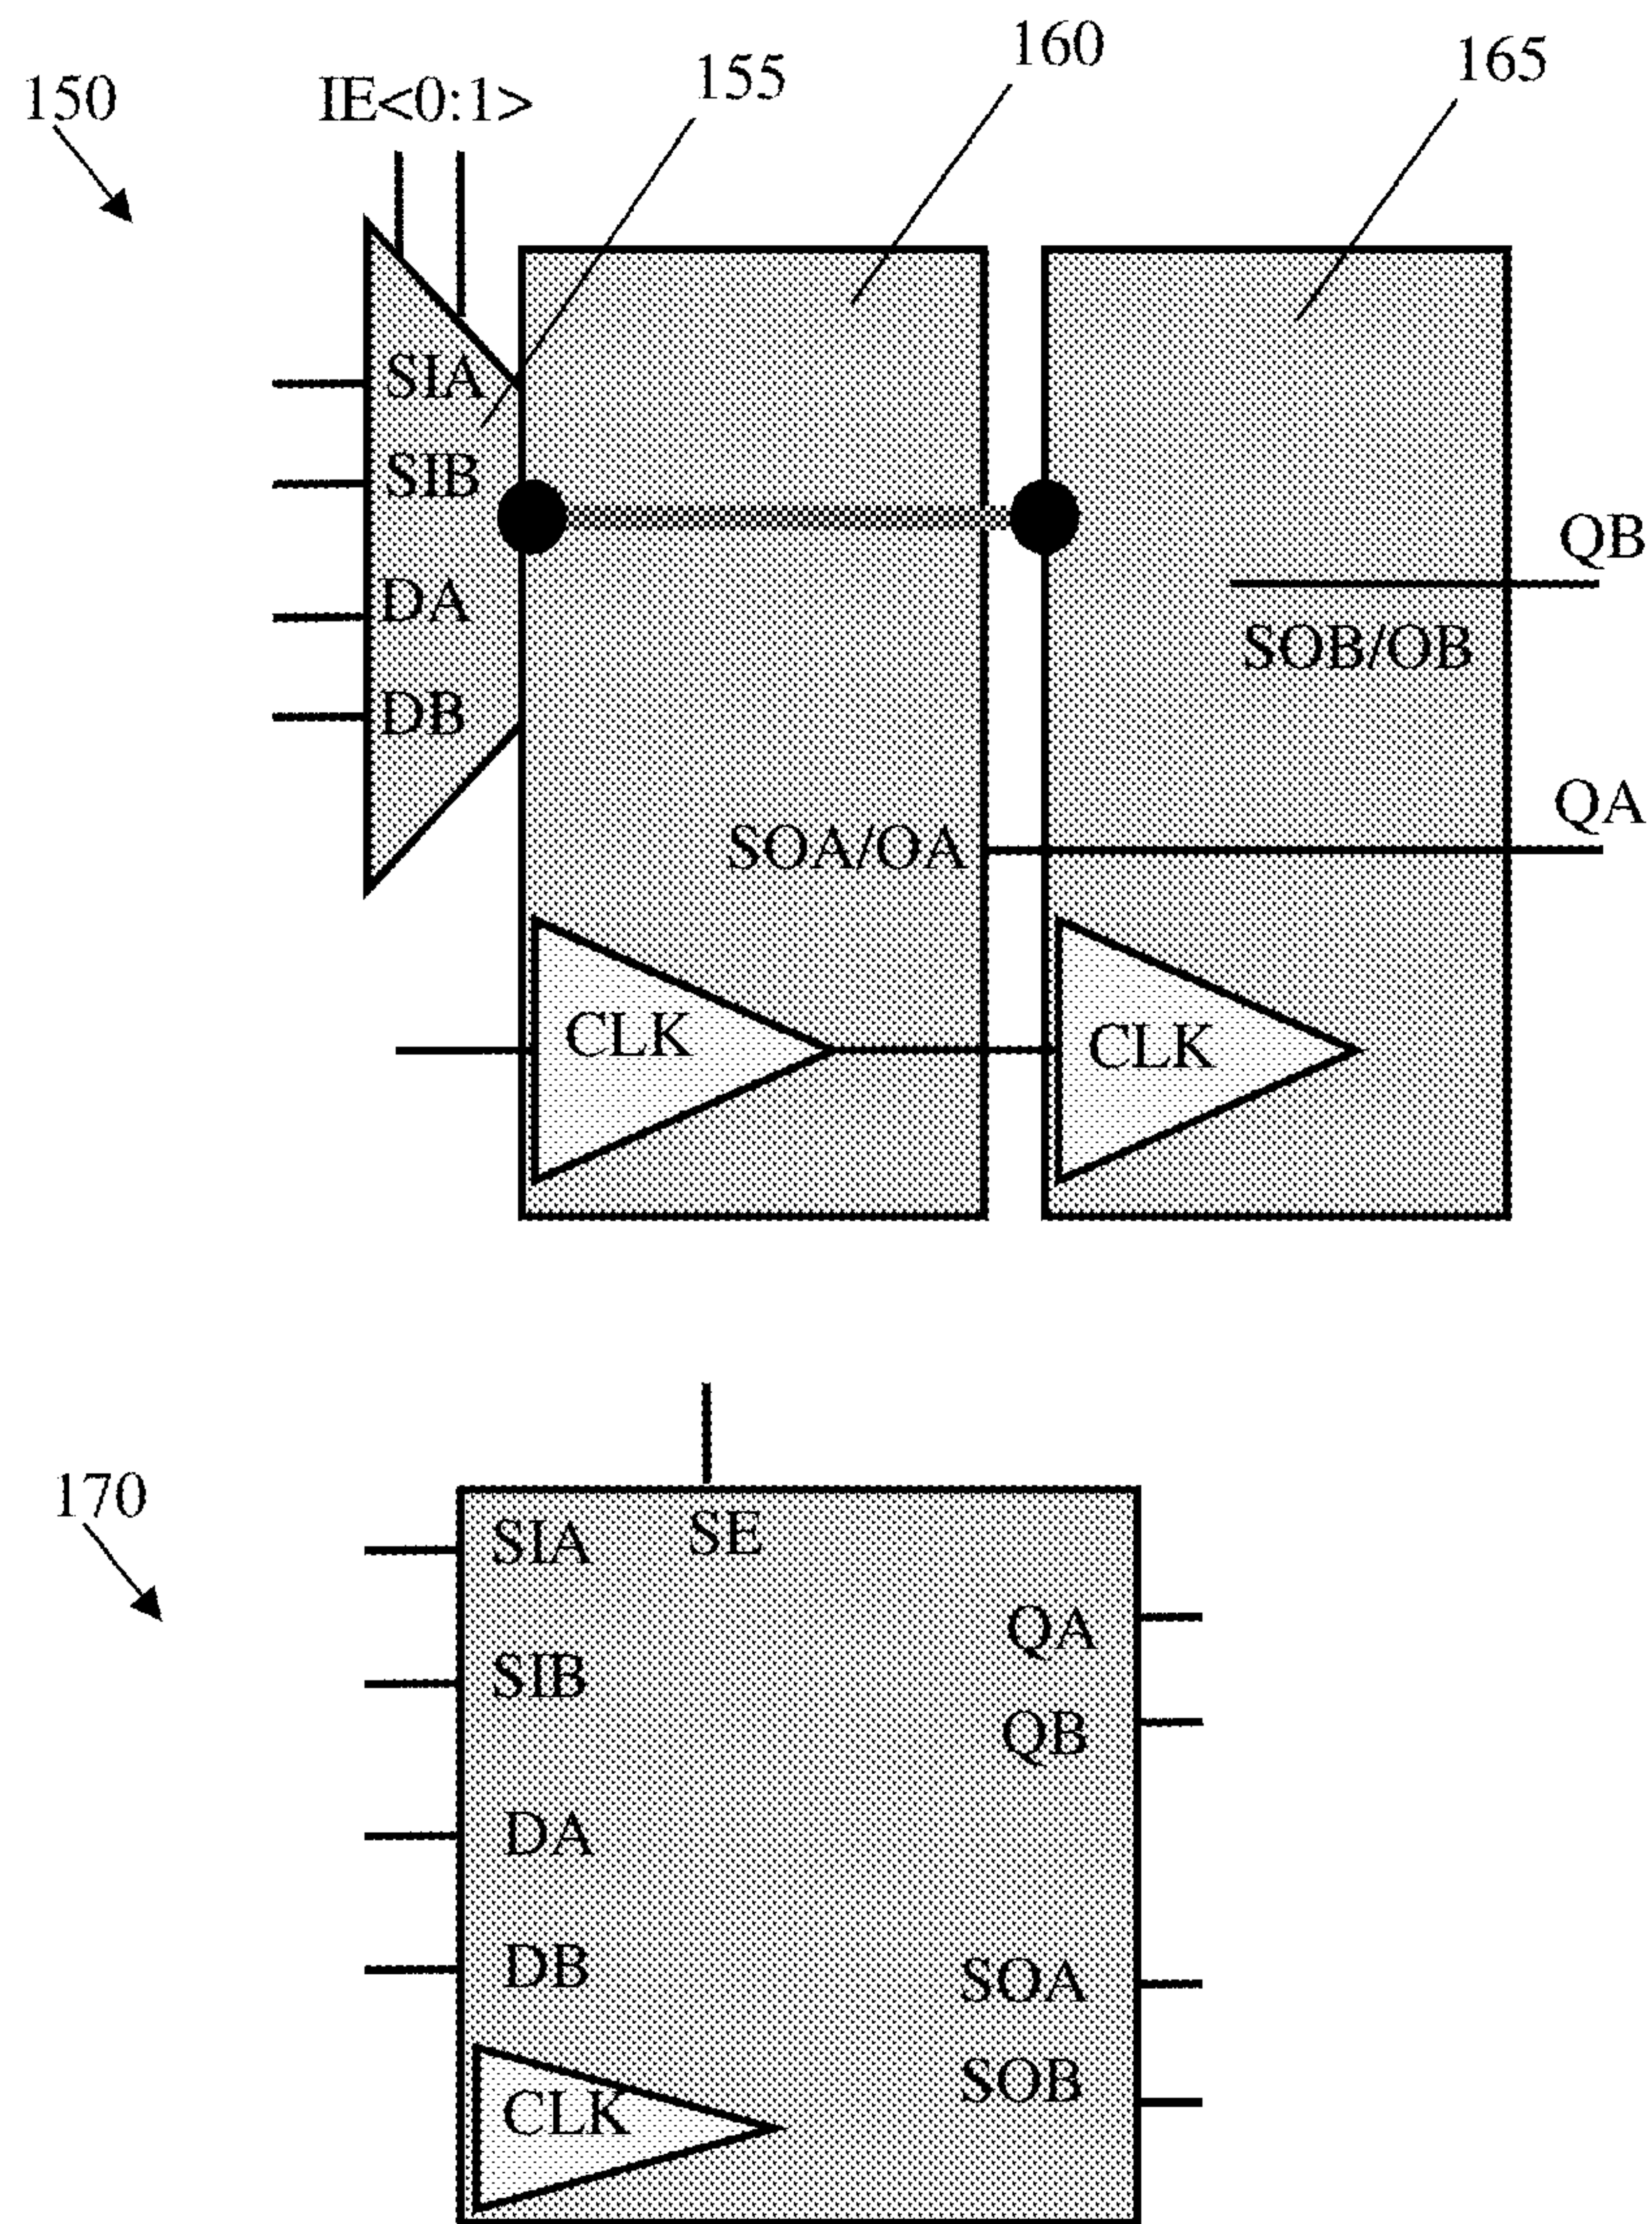 150
IE<0:1>
155
160
165
SIA
SIB
DA
DB
QB
SOB/OB
QA
SOA/OA
CLK
CLK
170
SIA
SE
QA
SIB
QB
DA
DB
SOA
SOB
CLK